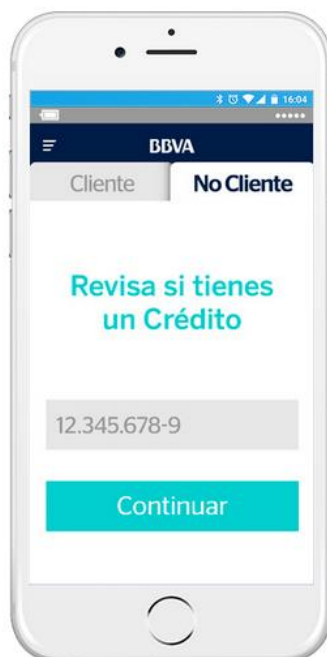 16:04
BBVA
Cliente
No Cliente
Revisa si tienes
un Crédito
12.345.678-9
Continuar